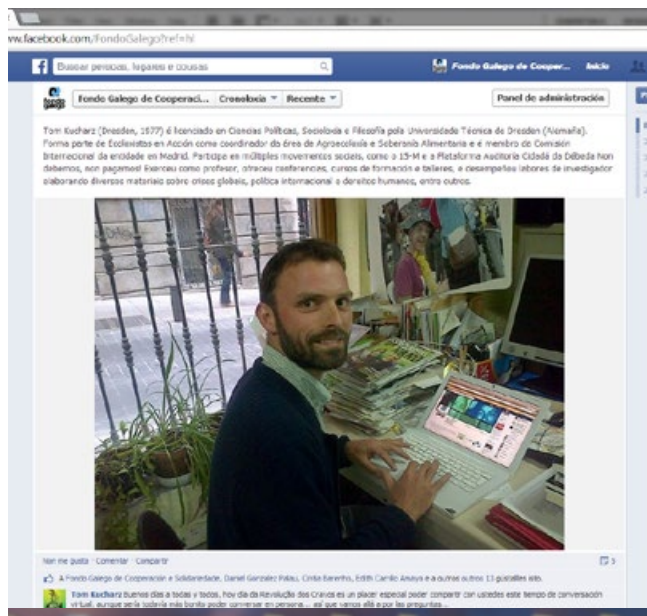 ww.facebook.com/FondoGalego?ref=hl
Buscar persoas, lugares e cousas
Fondo Galego de Cooper... Inicio
Fondo Galego de Cooperaci... Cronoloxía Recente Panel de administración
Tom Kucharz (Dresden, 1977) é licenciado en Ciencias Políticas, Socioloxía e Filosofía pola Universidade Técnica de Dresden (Alemaña).
Forma parte de Ecoloxistas en Acción como coordinador da área de Agroecoloxía e Soberanía Alimentaria e é membro da Comisión
Internacional da entidade en Madrid. Participa en múltiples movementos sociais, como o 15-M e a Plataforma Auditoría Cidadá da Débeda Non
debemos, non pagamos! Exerceu como profesor, ofreceu conferencias, cursos de formación e talleres, e desempeñou labores de investigador
elaborando diversos materiais sobre crises globais, política internacional e dereitos humanos, entre outros.
Non me gusta · Comentar · Compartir 5
A Fondo Galego de Cooperación e Solidariedade, Daniel González Palau, Cintia Barenho, Edith Camilo Amaya e a outros outros 13 gústalles isto.
Tom Kucharz Buenos días a todas y todos, hoy día da Revolução dos Cravos es un placer especial poder compartir con ustedes este tiempo de conversación
virtual, aunque sería todavía más bonito poder conversar en persona... así que vamos allá a por las preguntas...